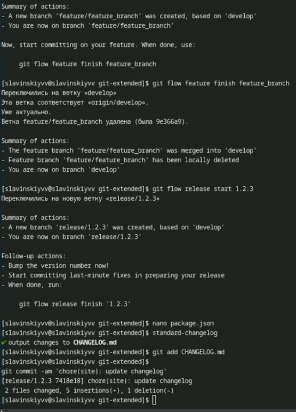 Summary of actions:
- A new branch 'feature/feature_branch' was created, based on 'develop'
- You are now on branch 'feature/feature_branch'
Now, start committing on your feature. When done, use:
git flow feature finish feature_branch
[slavinskiyvv@slavinskiyvv git-extended]$ git flow feature finish feature_branch
Переключились на ветку «develop»
Эта ветка соответствует «origin/develop».
Уже актуально.
Ветка feature/feature_branch удалена (была 9e366a9).
Summary of actions:
- The feature branch 'feature/feature_branch' was merged into 'develop'
- Feature branch 'feature/feature_branch' has been locally deleted
- You are now on branch 'develop'
[slavinskiyvv@slavinskiyvv git-extended]$ git flow release start 1.2.3
Переключились на новую ветку «release/1.2.3»
Summary of actions:
- A new branch 'release/1.2.3' was created, based on 'develop'
- You are now on branch 'release/1.2.3'
Follow-up actions:
- Bump the version number now!
- Start committing last-minute fixes in preparing your release
- When done, run:
git flow release finish '1.2.3'
[slavinskiyvv@slavinskiyvv git-extended]$ nano package.json
[slavinskiyvv@slavinskiyvv git-extended]$ standard-changelog
✔ output changes to CHANGELOG.md
[slavinskiyvv@slavinskiyvv git-extended]$ git add CHANGELOG.md
[slavinskiyvv@slavinskiyvv git-extended]$
git commit -am 'chore(site): update changelog'
[release/1.2.3 7418e18] chore(site): update changelog
2 files changed, 5 insertions(+), 1 deletion(-)
[slavinskiyvv@slavinskiyvv git-extended]$